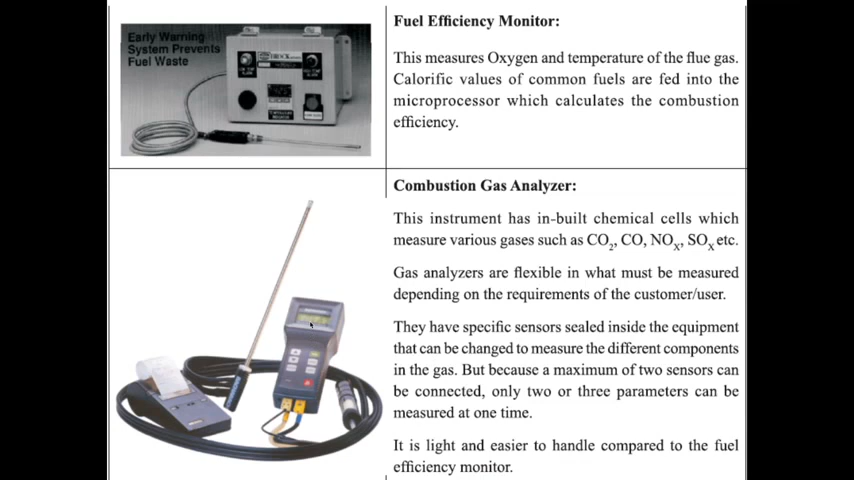 Early Warning
System Prevents
Fuel Waste
Fuel Efficiency Monitor:
This measures Oxygen and temperature of the flue gas.
Calorific values of common fuels are fed into the
microprocessor which calculates the combustion
efficiency.
Combustion Gas Analyzer:
This instrument has in-built chemical cells which
measure various gases such as CO₂, CO, NOX, SOX etc.
Gas analyzers are flexible in what must be measured
depending on the requirements of the customer/user.
They have specific sensors sealed inside the equipment
that can be changed to measure the different components
in the gas. But because a maximum of two sensors can
be connected, only two or three parameters can be
measured at one time.
It is light and easier to handle compared to the fuel
efficiency monitor.